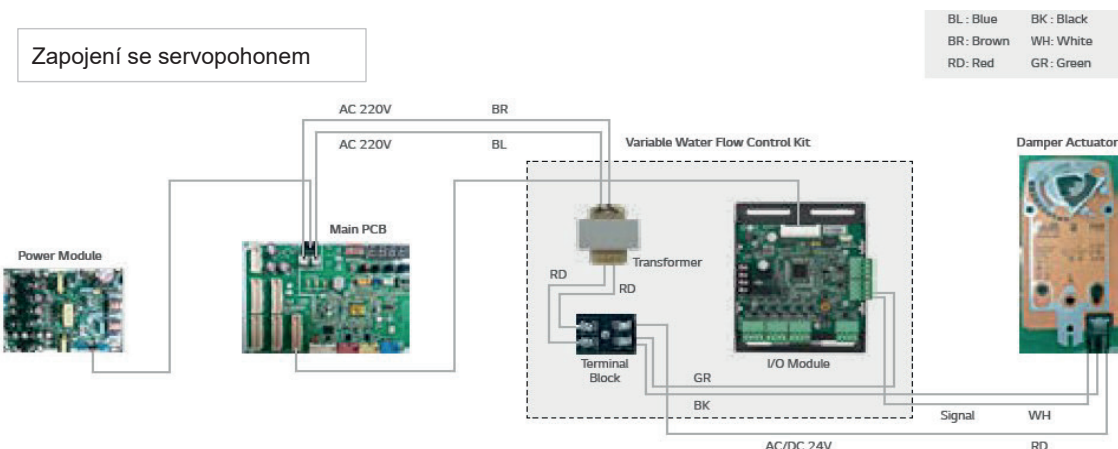 BL : Blue BK : Black
BR : Brown WH: White
RD: Red GR : Green
Zapojení se servopohonem
AC 220V BR
AC 220V BL
Variable Water Flow Control Kit
Damper Actuator
Main PCB
Power Module
Transformer
RD
RD
Terminal
Block
I/O Module
GR
BK
Signal WH
AC/DC 24V RD